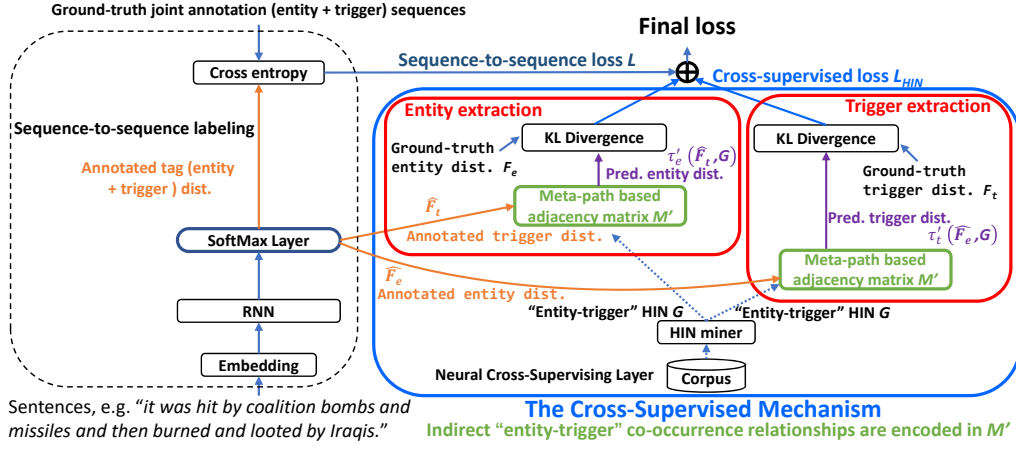 Ground-truth joint annotation (entity + trigger) sequences
Final loss
Cross entropy
Sequence-to-sequence loss L
Cross-supervised loss L_HIN
Entity extraction
Trigger extraction
Sequence-to-sequence labeling
KL Divergence
KL Divergence
Ground-truth
entity dist. F_e
τ′_e (F̂_t,G)
Pred. entity dist.
Ground-truth
trigger dist. F_t
Annotated tag (entity
+ trigger ) dist.
Meta-path based
adjacency matrix M′
F̂_t
Pred. trigger dist.
τ′_t (F̂_e,G)
SoftMax Layer
Annotated trigger dist.
Meta-path based
adjacency matrix M′
F̂_e
Annotated entity dist.
RNN
"Entity-trigger" HIN G
"Entity-trigger" HIN G
HIN miner
Embedding
Neural Cross-Supervising Layer
Corpus
Sentences, e.g. "it was hit by coalition bombs and
missiles and then burned and looted by Iraqis."
The Cross-Supervised Mechanism
Indirect "entity-trigger" co-occurrence relationships are encoded in M′